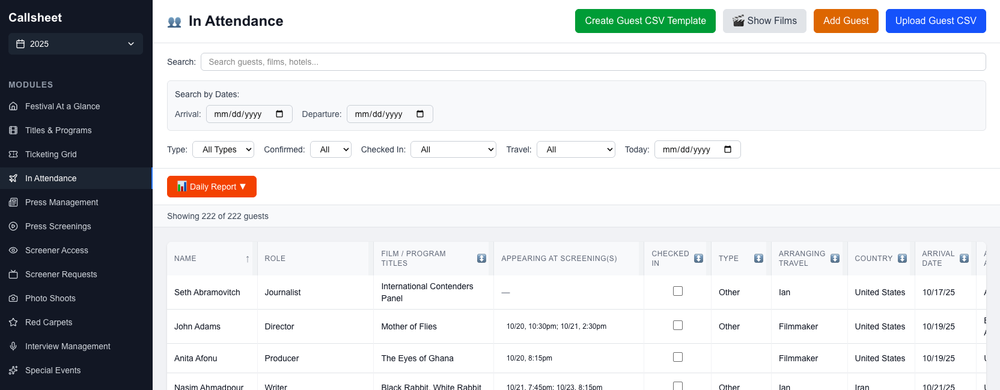 Callsheet
2025
MODULES
Festival At a Glance
Titles & Programs
Ticketing Grid
In Attendance
Press Management
Press Screenings
Screener Access
Screener Requests
Photo Shoots
Red Carpets
Interview Management
Special Events
In Attendance
Create Guest CSV Template
Show Films
Add Guest
Upload Guest CSV
Search: Search guests, films, hotels...
Search by Dates:
Arrival: mm/dd/yyyy Departure: mm/dd/yyyy
Type: All Types Confirmed: All Checked In: All Travel: All Today: mm/dd/yyyy
Daily Report ▼
Showing 222 of 222 guests
NAME ↑ ROLE FILM / PROGRAM TITLES APPEARING AT SCREENING(S) CHECKED IN TYPE ARRANGING TRAVEL COUNTRY ARRIVAL DATE
Seth Abramovitch Journalist International Contenders Panel — Other Ian United States 10/17/25
John Adams Director Mother of Flies 10/20, 10:30pm; 10/21, 2:30pm Other Filmmaker United States 10/19/25
Anita Afonu Producer The Eyes of Ghana 10/20, 8:15pm Filmmaker United States 10/19/25
Nasim Ahmadpour Writer Black Rabbit, White Rabbit 10/21, 7:45pm; 10/23, 8:15pm Other Ian Iran 10/21/25